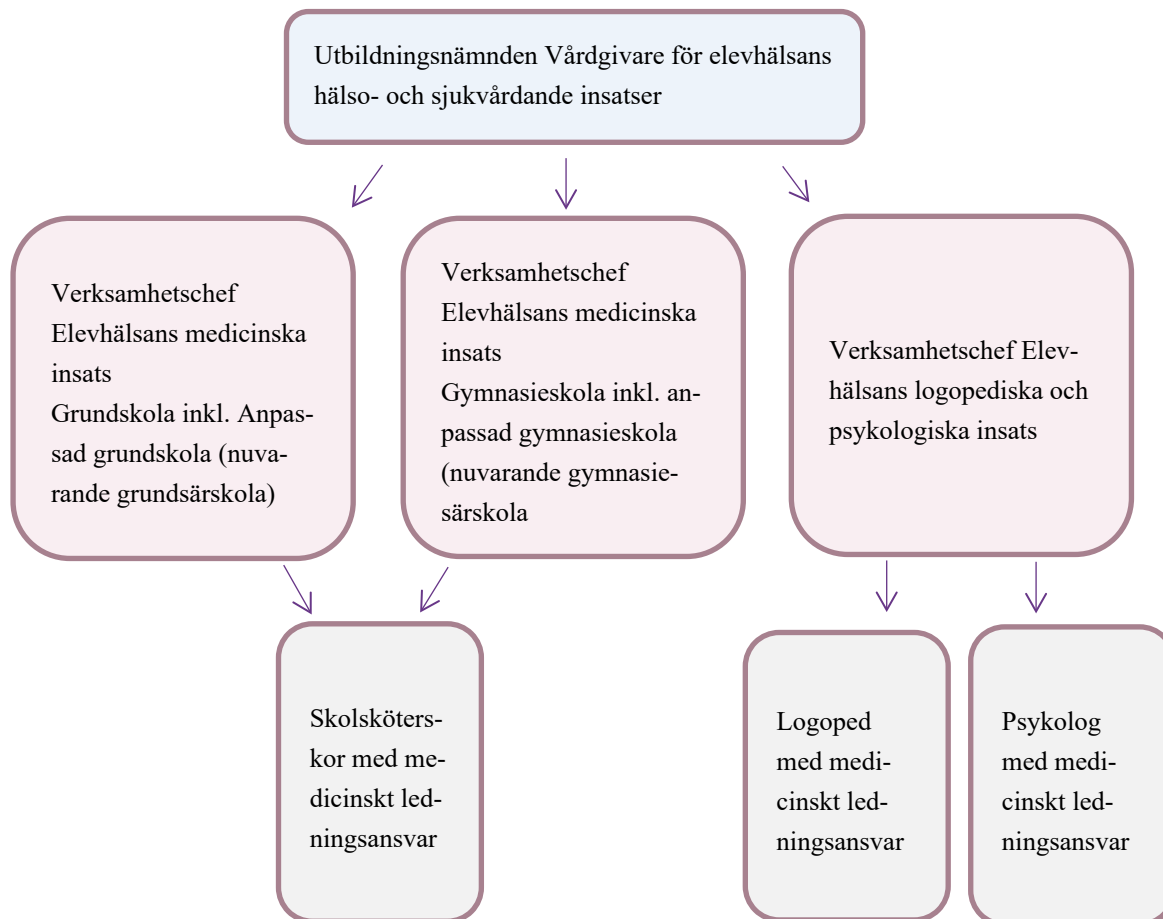 Utbildningsnämnden Vårdgivare för elevhälsans
hälso- och sjukvårdande insatser
Verksamhetschef
Elevhälsans medicinska
insats
Grundskola inkl. Anpas-
sad grundskola (nuva-
rande grundsärskola)
Verksamhetschef
Elevhälsans medicinska
insats
Gymnasieskola inkl. an-
passad gymnasieskola
(nuvarande gymnasie-
särskola
Verksamhetschef Elev-
hälsans logopediska och
psykologiska insats
Skolsköters-
kor med me-
dicinskt led-
ningsansvar
Logoped
med medi-
cinskt led-
ningsansvar
Psykolog
med medi-
cinskt led-
ningsansvar